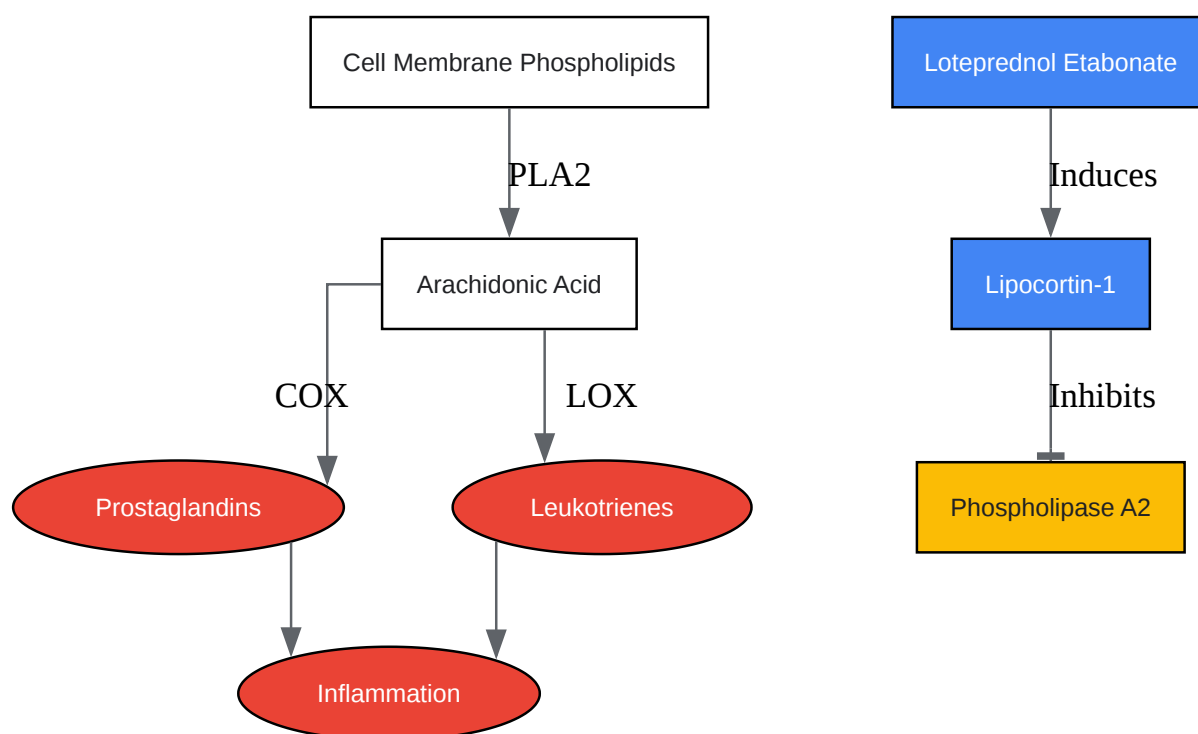 Cell Membrane Phospholipids
Loteprednol Etabonate
PLA2
Induces
Arachidonic Acid
Lipocortin-1
COX
LOX
Inhibits
Prostaglandins
Leukotrienes
Phospholipase A2
Inflammation